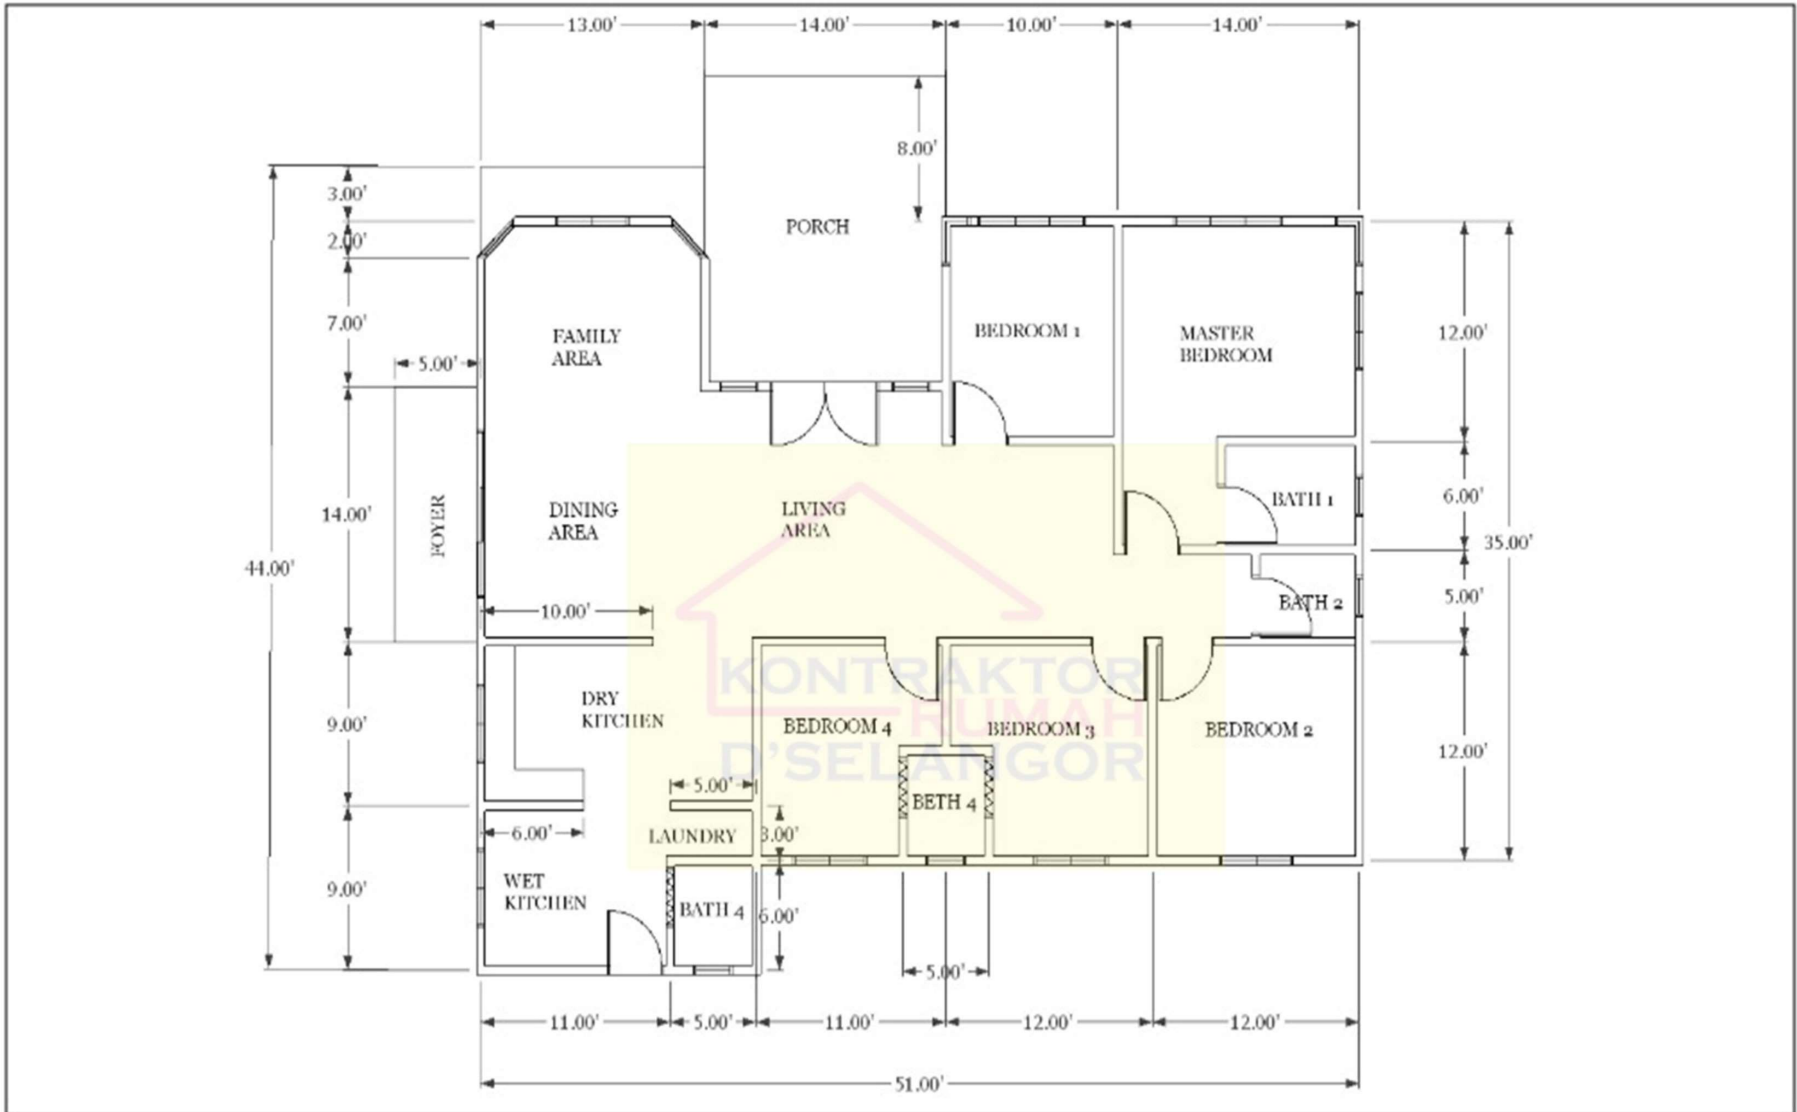 13.00'
14.00'
10.00'
14.00'
8.00'
3.00'
2.00'
7.00'
5.00'
14.00'
44.00'
9.00'
9.00'
PORCH
FAMILY
AREA
BEDROOM 1
MASTER
BEDROOM
12.00'
FOYER
DINING
AREA
LIVING
AREA
BATH 1
6.00'
35.00'
10.00'
BATH 2
5.00'
KONTRAKTOR
RUMAH
D'SELANGOR
DRY
KITCHEN
BEDROOM 4
BEDROOM 3
BEDROOM 2
12.00'
5.00'
BETH 4
6.00'
LAUNDRY
3.00'
WET
KITCHEN
BATH 4
6.00'
5.00'
11.00'
5.00'
11.00'
12.00'
12.00'
51.00'